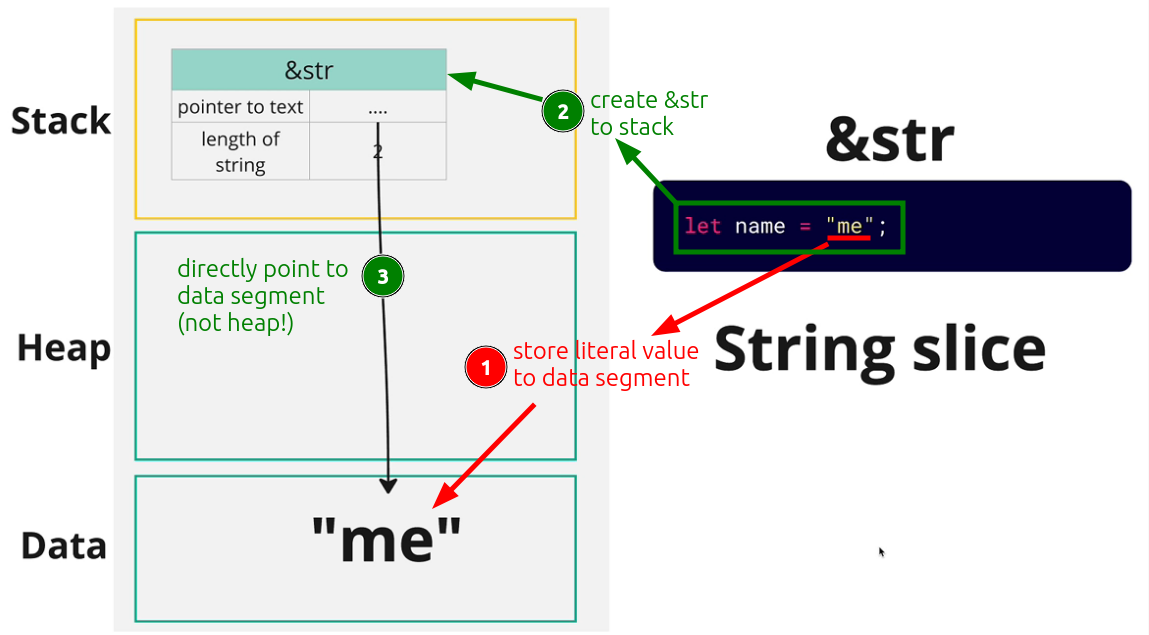 Stack
&str
pointer to text
....
length of
string
2
2
create &str
to stack
&str
let name = "me";
directly point to
data segment
(not heap!)
3
Heap
1
store literal value
to data segment
String slice
Data
"me"